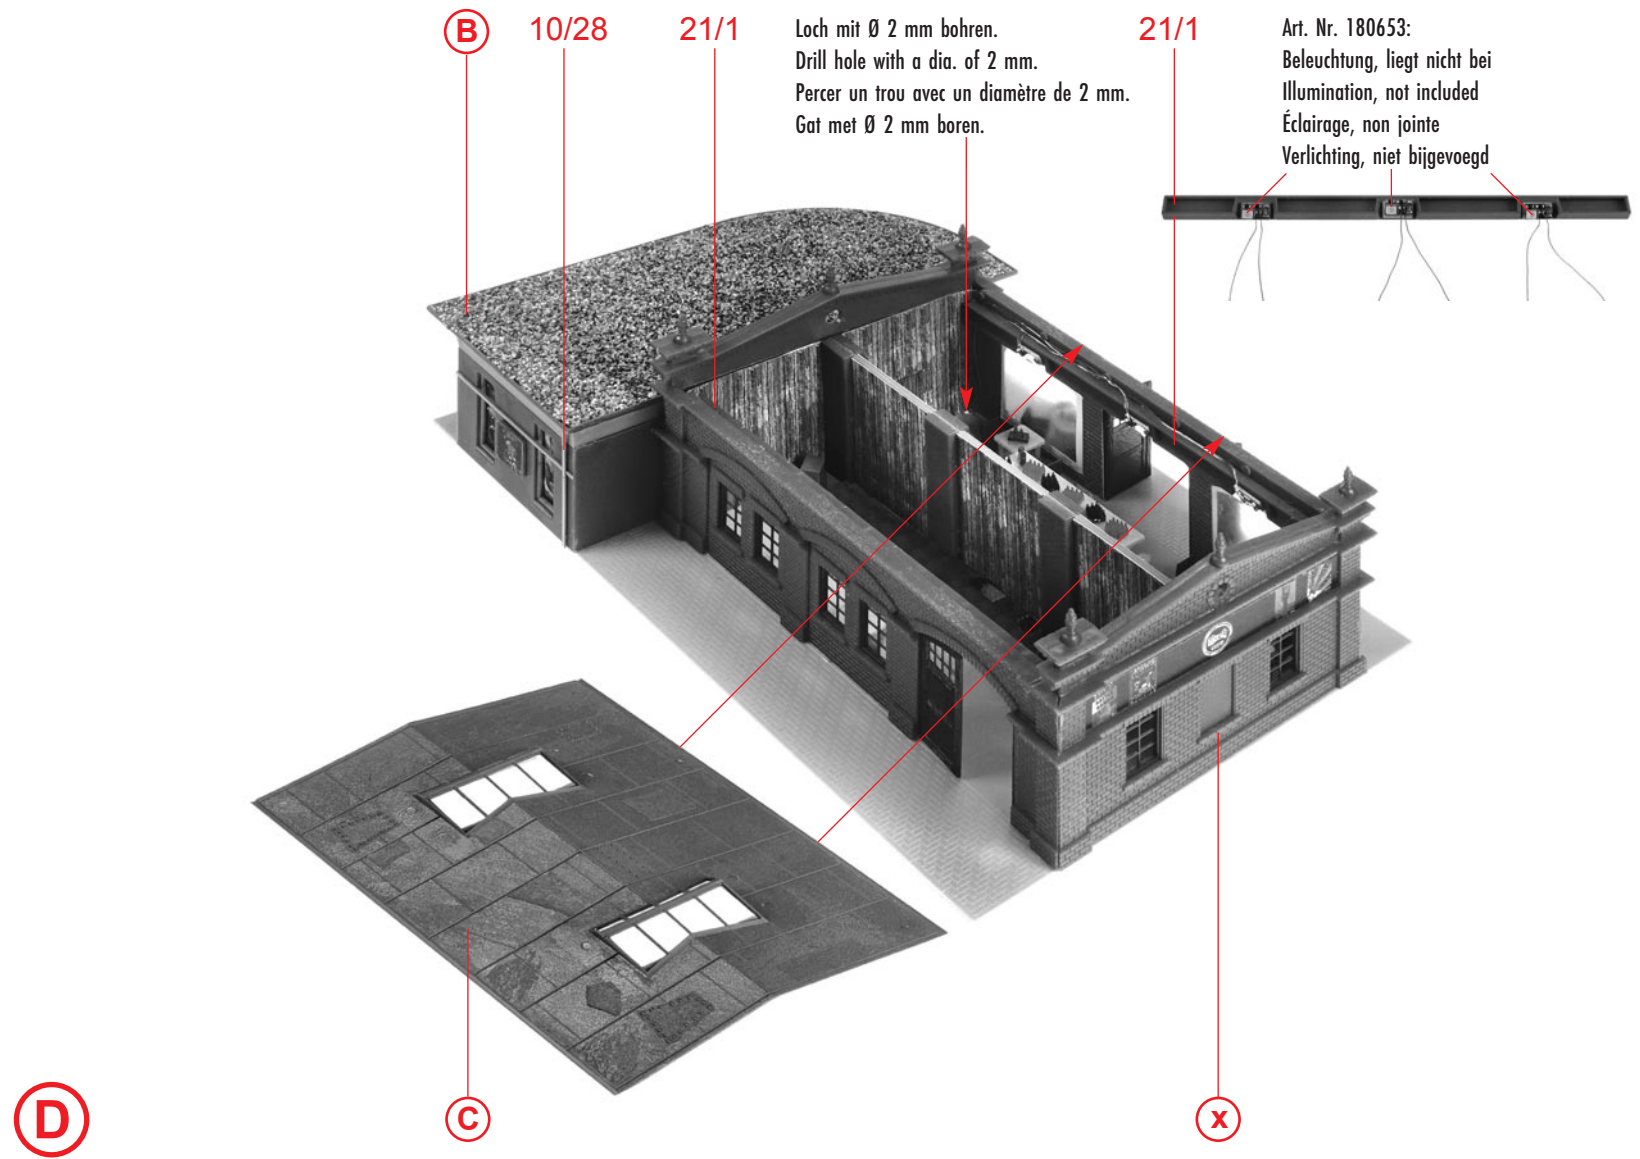 B
10/28
21/1
Loch mit Ø 2 mm bohren.
Drill hole with a dia. of 2 mm.
Percer un trou avec un diamètre de 2 mm.
Gat met Ø 2 mm boren.
21/1
Art. Nr. 180653:
Beleuchtung, liegt nicht bei
Illumination, not included
Éclairage, non jointe
Verlichting, niet bijgevoegd
D
C
x